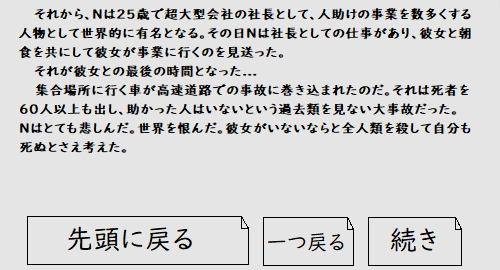 それから、Nは25歳で超大型会社の社長として、人助けの事業を数多くする
人物として世界的に有名となる。その日Nは社長としての仕事があり、彼女と朝
食を共にして彼女が事業に行くのを見送った。
それが彼女との最後の時間となった…
集合場所に行く車が高速道路での事故に巻き込まれたのだ。それは死者を
60人以上も出し、助かった人はいないという過去類を見ない大事故だった。
Nはとても悲しんだ。世界を恨んだ。彼女がいないならと全人類を殺して自分も
死ぬとさえ考えた。
先頭に戻る
一つ戻る
続き